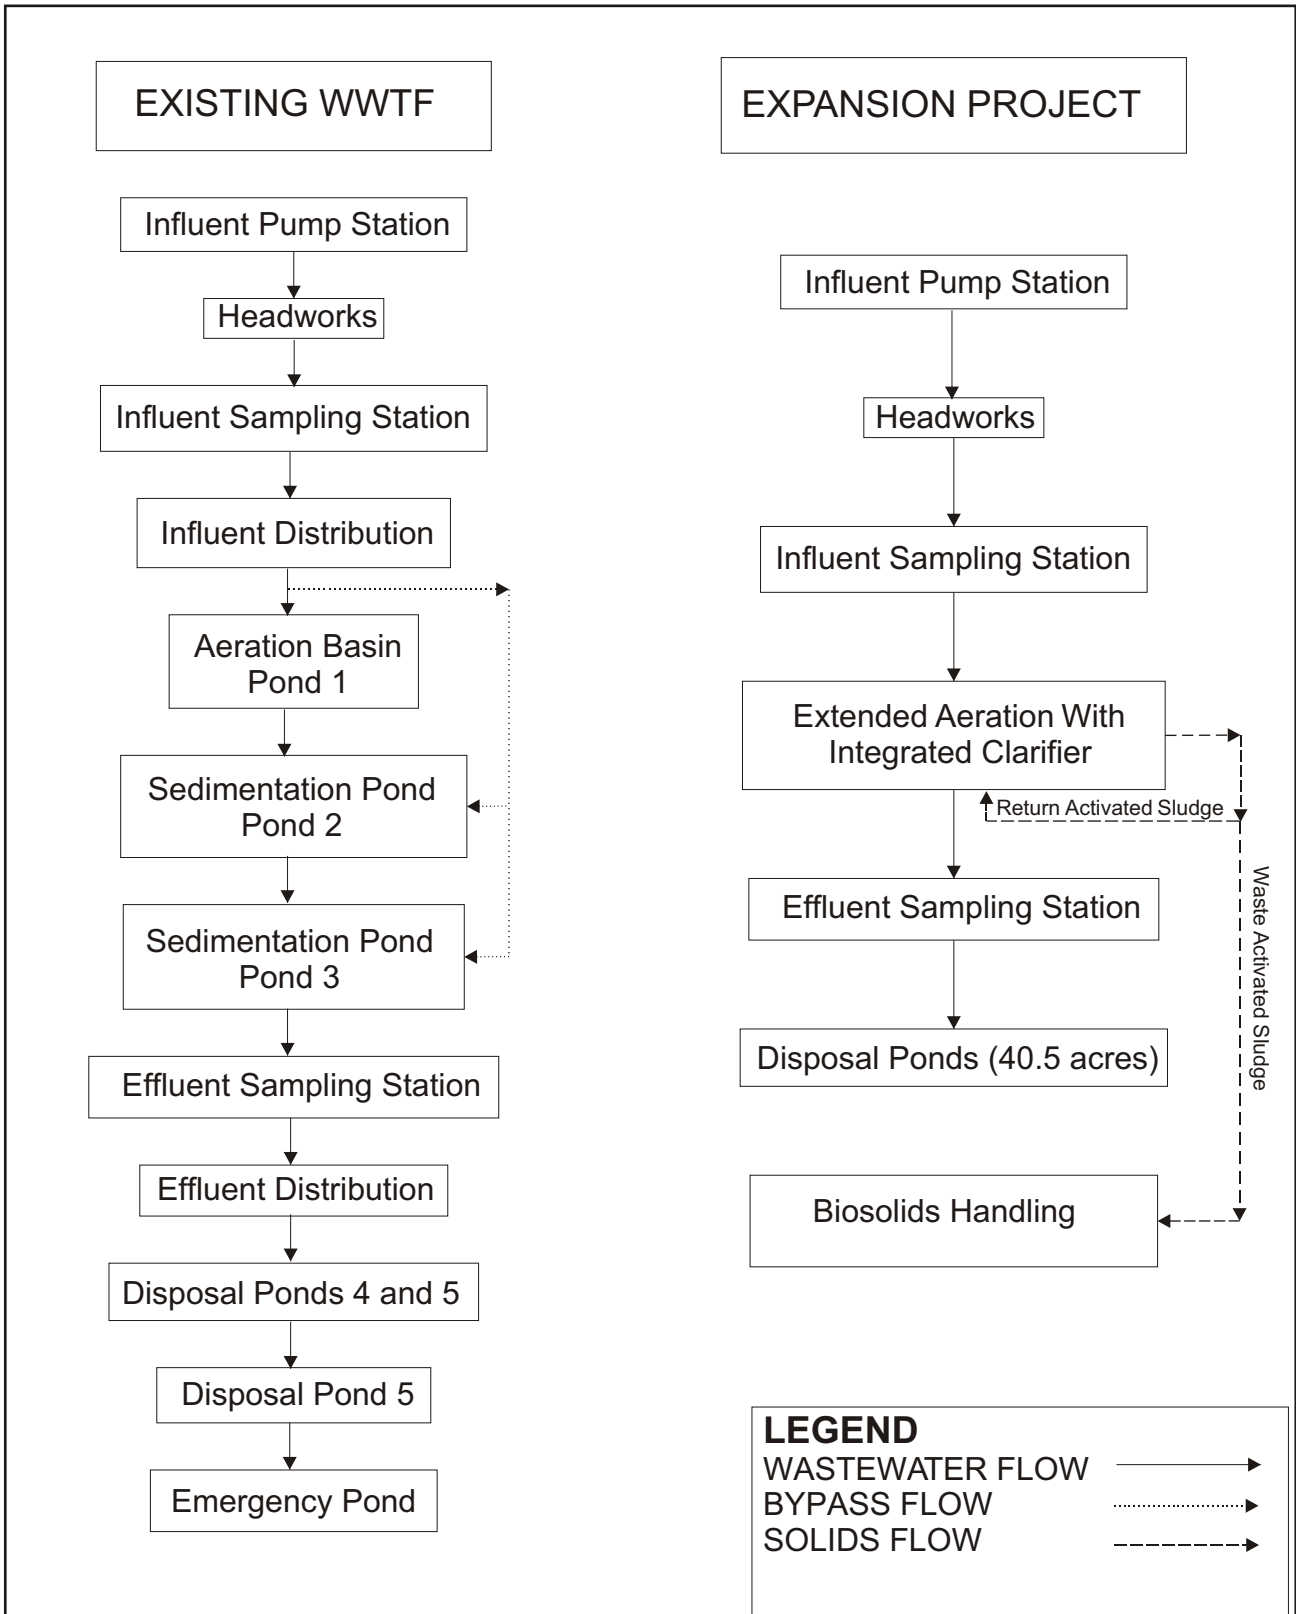 EXISTING WWTF
Influent Pump Station
Headworks
Influent Sampling Station
Influent Distribution
Aeration Basin
Pond 1
Sedimentation Pond
Pond 2
Sedimentation Pond
Pond 3
Effluent Sampling Station
Effluent Distribution
Disposal Ponds 4 and 5
Disposal Pond 5
Emergency Pond
EXPANSION PROJECT
Influent Pump Station
Headworks
Influent Sampling Station
Extended Aeration With
Integrated Clarifier
Return Activated Sludge
Waste Activated Sludge
Effluent Sampling Station
Disposal Ponds (40.5 acres)
Biosolids Handling
LEGEND
WASTEWATER FLOW
BYPASS FLOW
SOLIDS FLOW